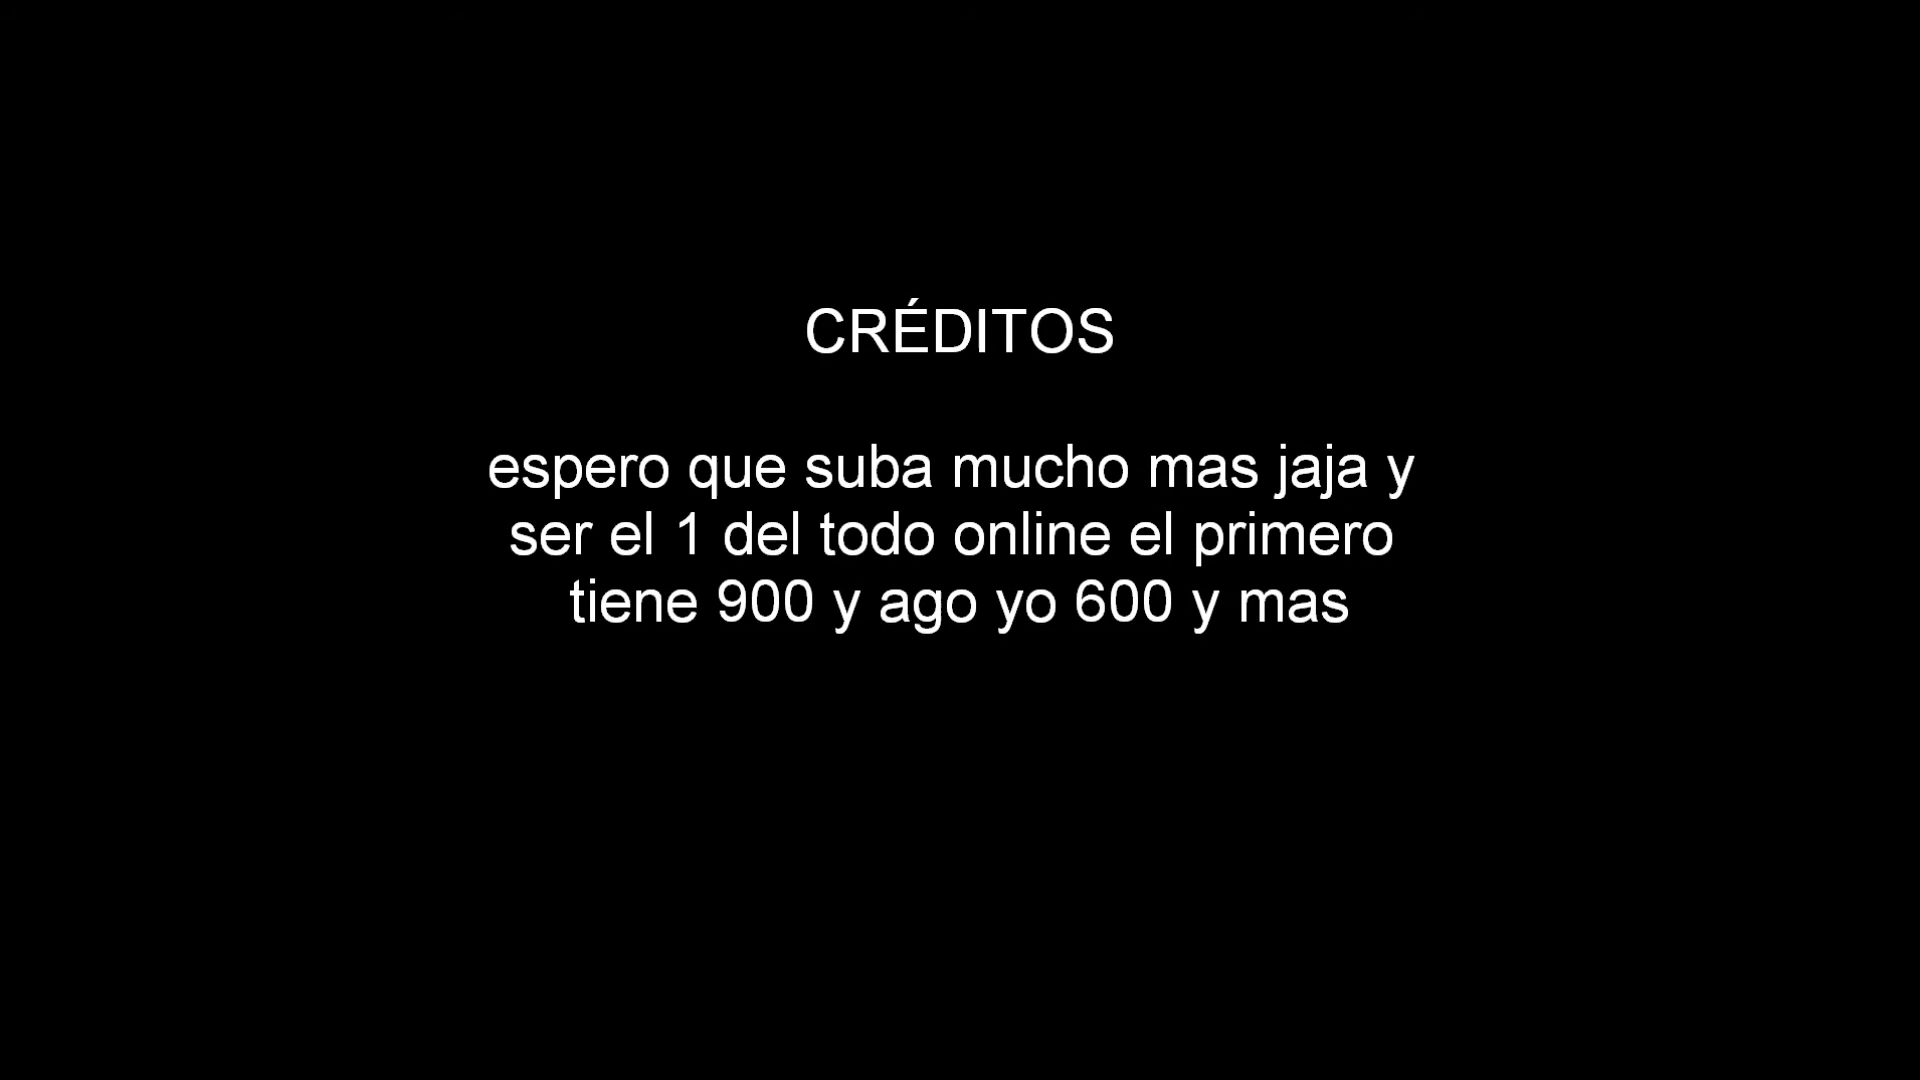 CRÉDITOS
espero que suba mucho mas jaja y
ser el 1 del todo online el primero
tiene 900 y ago yo 600 y mas